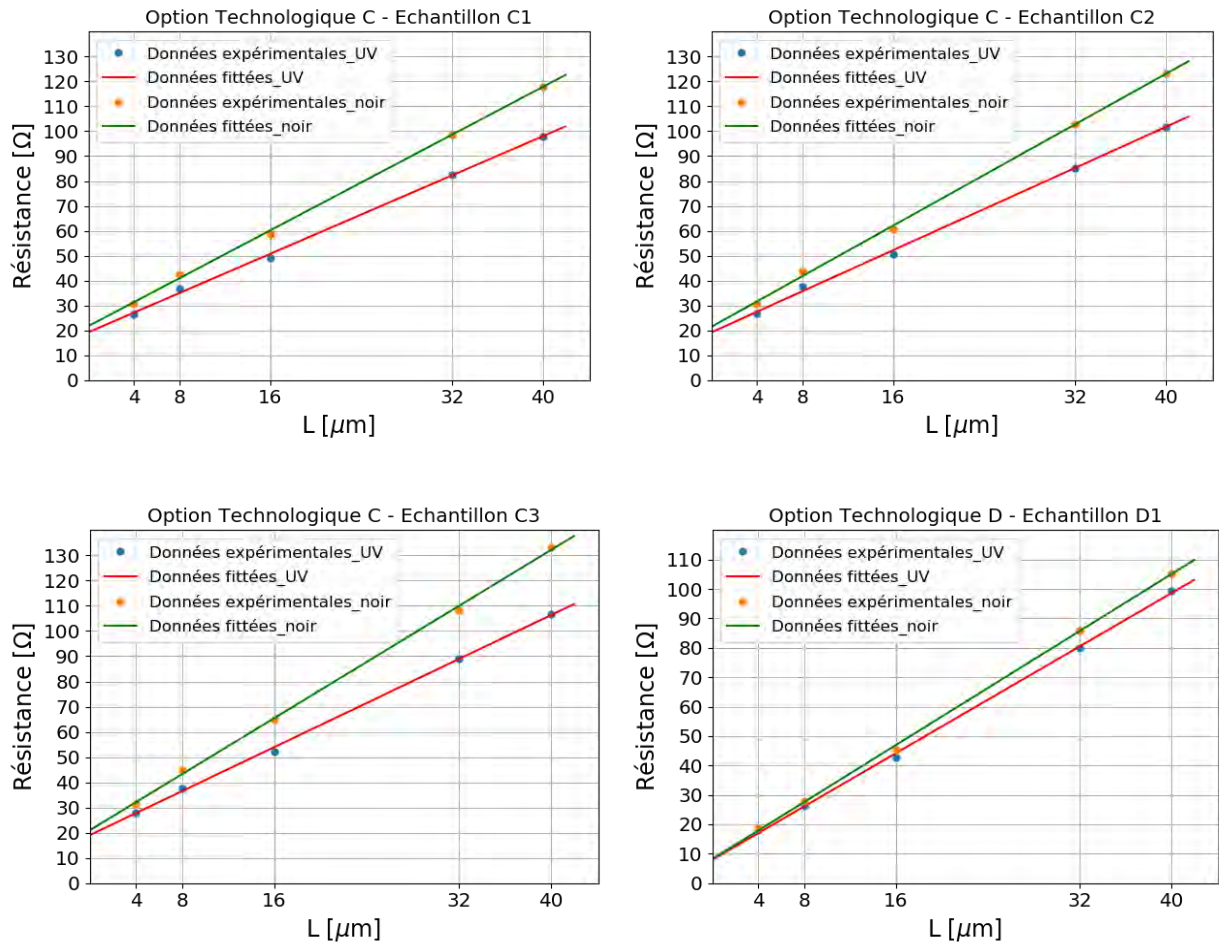 Option Technologique C - Echantillon C1
Données expérimentales_UV
Données fittées_UV
Données expérimentales_noir
Données fittées_noir
Résistance [Ω]
130
120
110
100
90
80
70
60
50
40
30
20
10
0
4 8 16 32 40
L [μm]
Option Technologique C - Echantillon C2
Données expérimentales_UV
Données fittées_UV
Données expérimentales_noir
Données fittées_noir
Résistance [Ω]
130
120
110
100
90
80
70
60
50
40
30
20
10
0
4 8 16 32 40
L [μm]
Option Technologique C - Echantillon C3
Données expérimentales_UV
Données fittées_UV
Données expérimentales_noir
Données fittées_noir
Résistance [Ω]
130
120
110
100
90
80
70
60
50
40
30
20
10
0
4 8 16 32 40
L [μm]
Option Technologique D - Echantillon D1
Données expérimentales_UV
Données fittées_UV
Données expérimentales_noir
Données fittées_noir
Résistance [Ω]
110
100
90
80
70
60
50
40
30
20
10
0
4 8 16 32 40
L [μm]